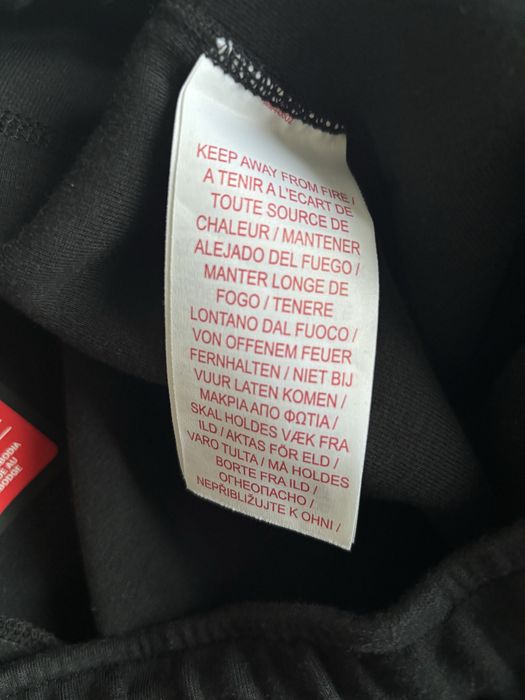 KEEP AWAY FROM FIRE /
A TENIR A L'ECART DE
TOUTE SOURCE DE
CHALEUR / MANTENER
ALEJADO DEL FUEGO /
MANTER LONGE DE
FOGO / TENERE
LONTANO DAL FUOCO /
VON OFFENEM FEUER
FERNHALTEN / NIET BIJ
VUUR LATEN KOMEN /
ΜΑΚΡΙΑ ΑΠΟ ΦΩΤΙΑ /
SKAL HOLDES VÆK FRA
ILD / AKTAS FÖR ELD /
VARO TULTA / MÅ HOLDES
BORTE FRA ILD /
ОГНЕОПАСНО /
NEPŘIBLIŽUJTE K OHNI /